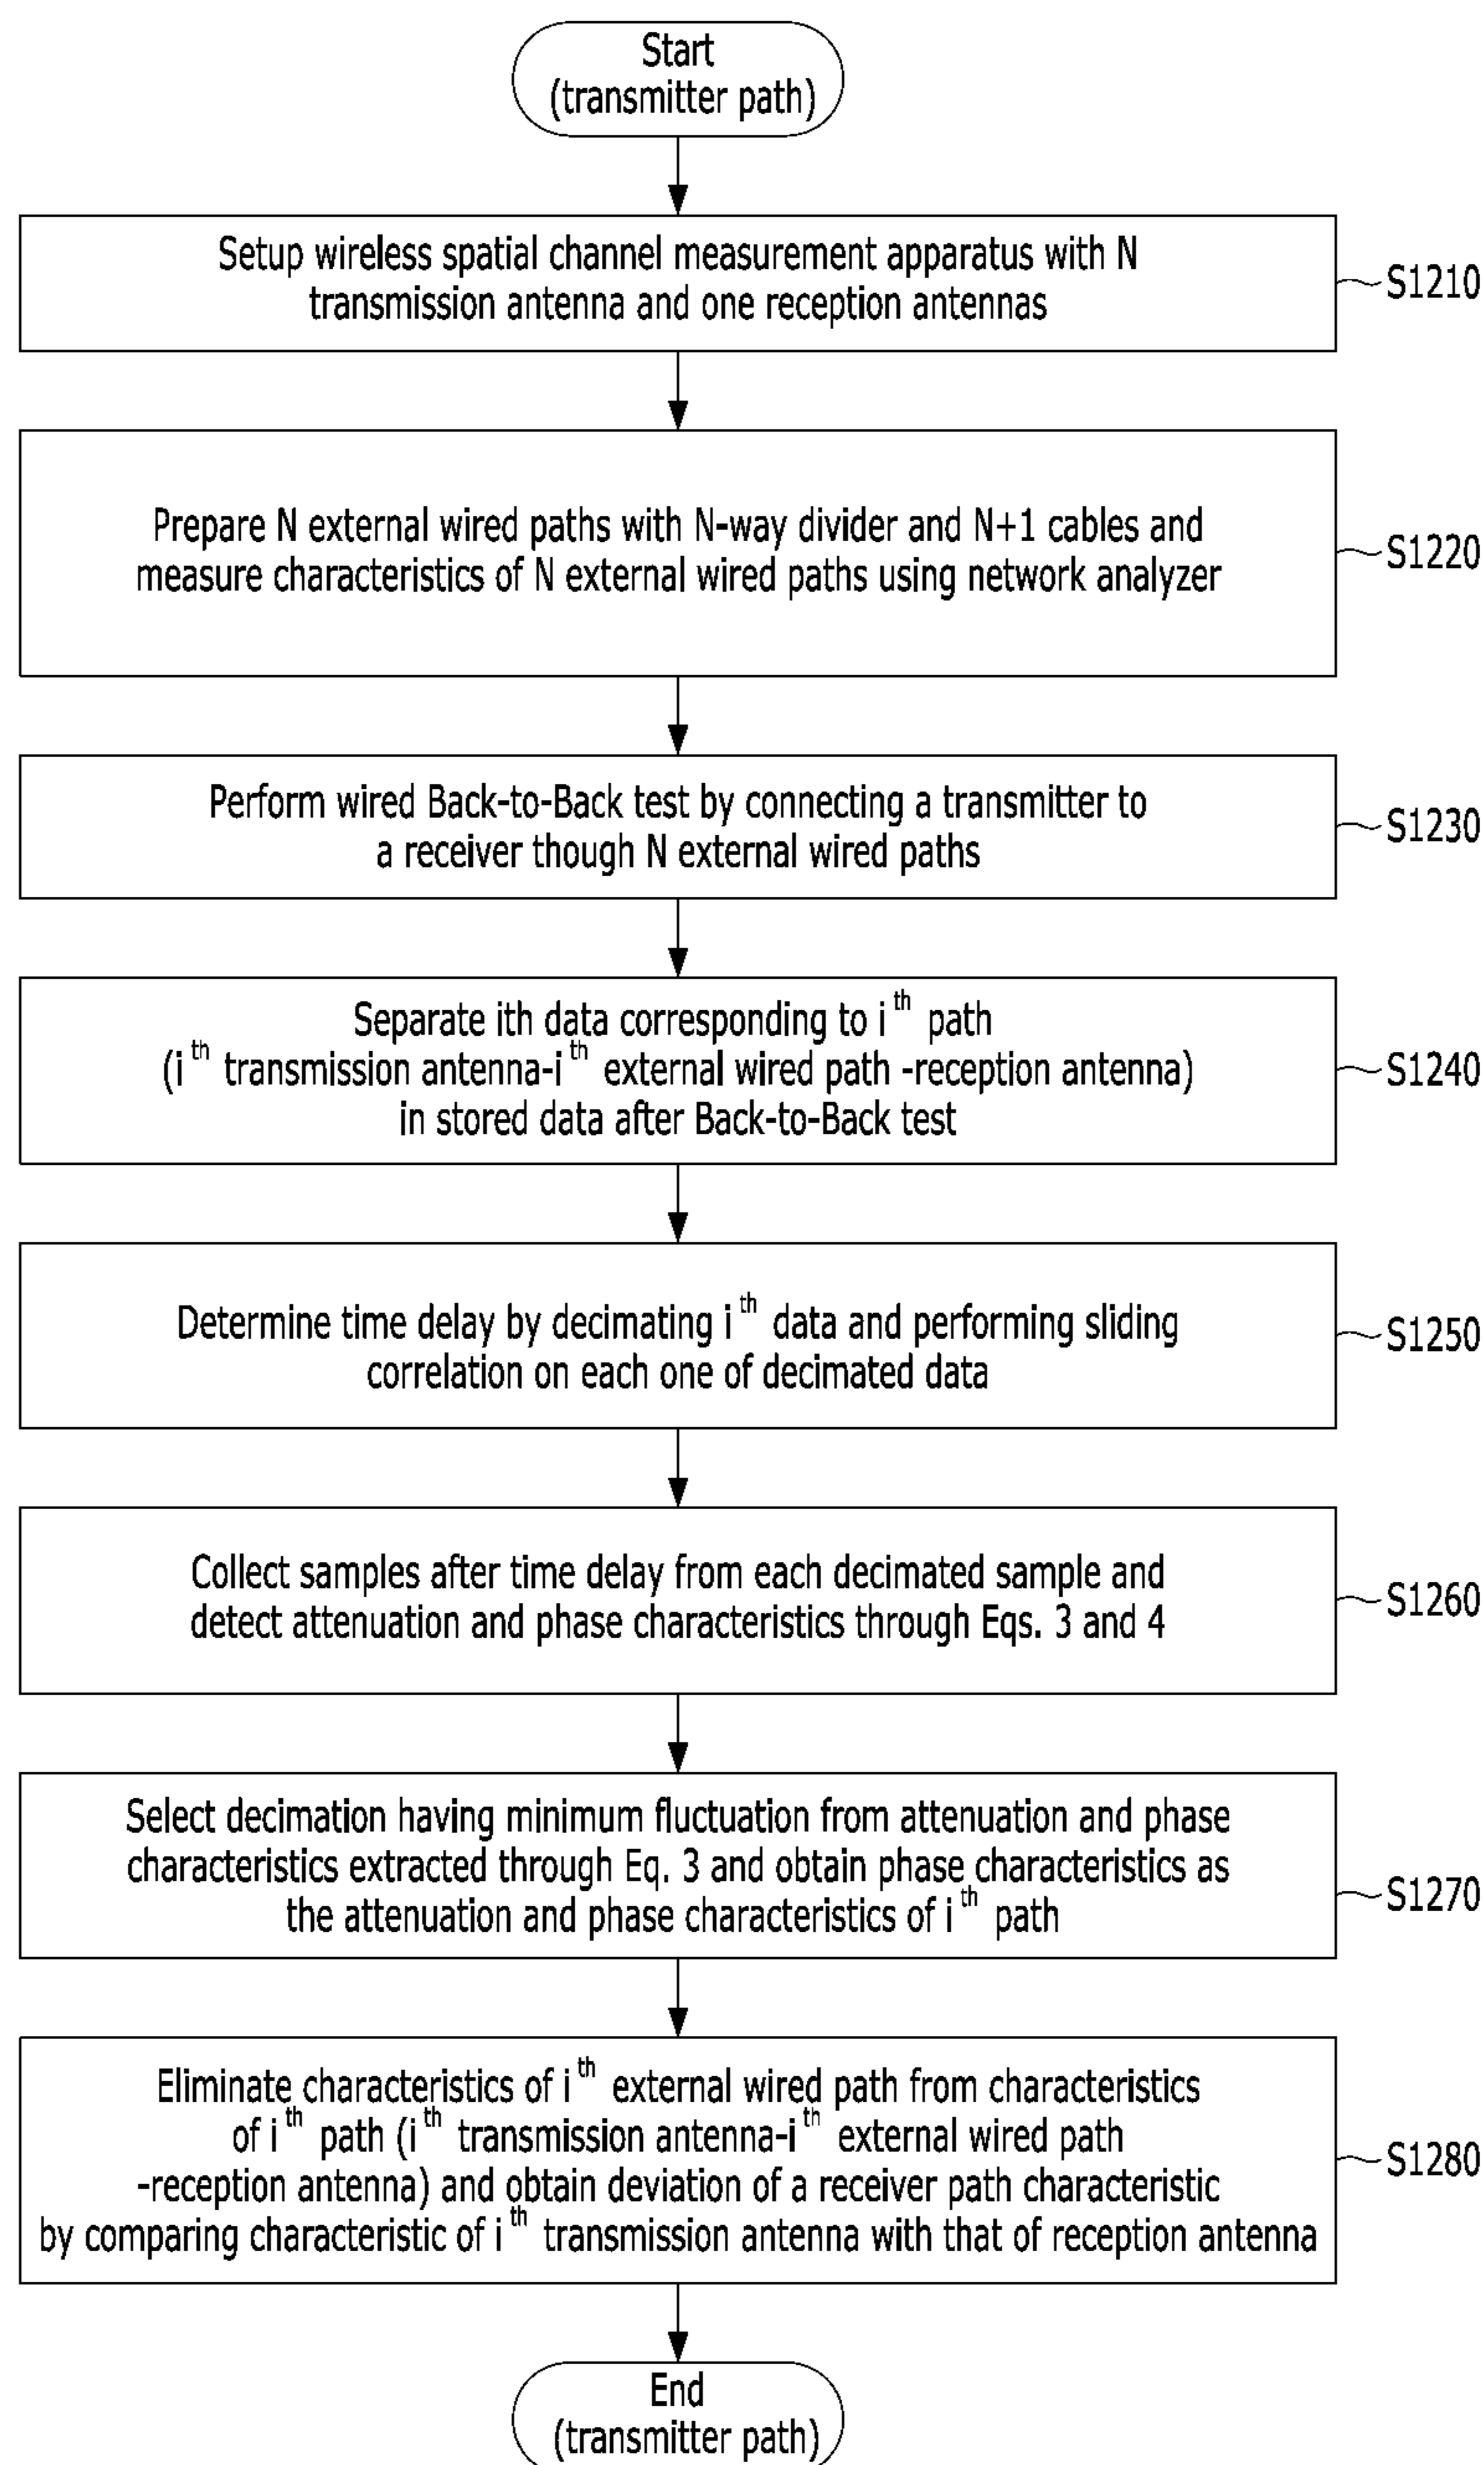 Start
(transmitter path)
Setup wireless spatial channel measurement apparatus with N
transmission antenna and one reception antennas
S1210
Prepare N external wired paths with N-way divider and N+1 cables and
measure characteristics of N external wired paths using network analyzer
S1220
Perform wired Back-to-Back test by connecting a transmitter to
a receiver though N external wired paths
S1230
Separate ith data corresponding to i th path
(i th transmission antenna-i th external wired path -reception antenna)
in stored data after Back-to-Back test
S1240
Determine time delay by decimating i th data and performing sliding
correlation on each one of decimated data
S1250
Collect samples after time delay from each decimated sample and
detect attenuation and phase characteristics through Eqs. 3 and 4
S1260
Select decimation having minimum fluctuation from attenuation and phase
characteristics extracted through Eq. 3 and obtain phase characteristics as
the attenuation and phase characteristics of i th path
S1270
Eliminate characteristics of i th external wired path from characteristics
of i th path (i th transmission antenna-i th external wired path
-reception antenna) and obtain deviation of a receiver path characteristic
by comparing characteristic of i th transmission antenna with that of reception antenna
S1280
End
(transmitter path)